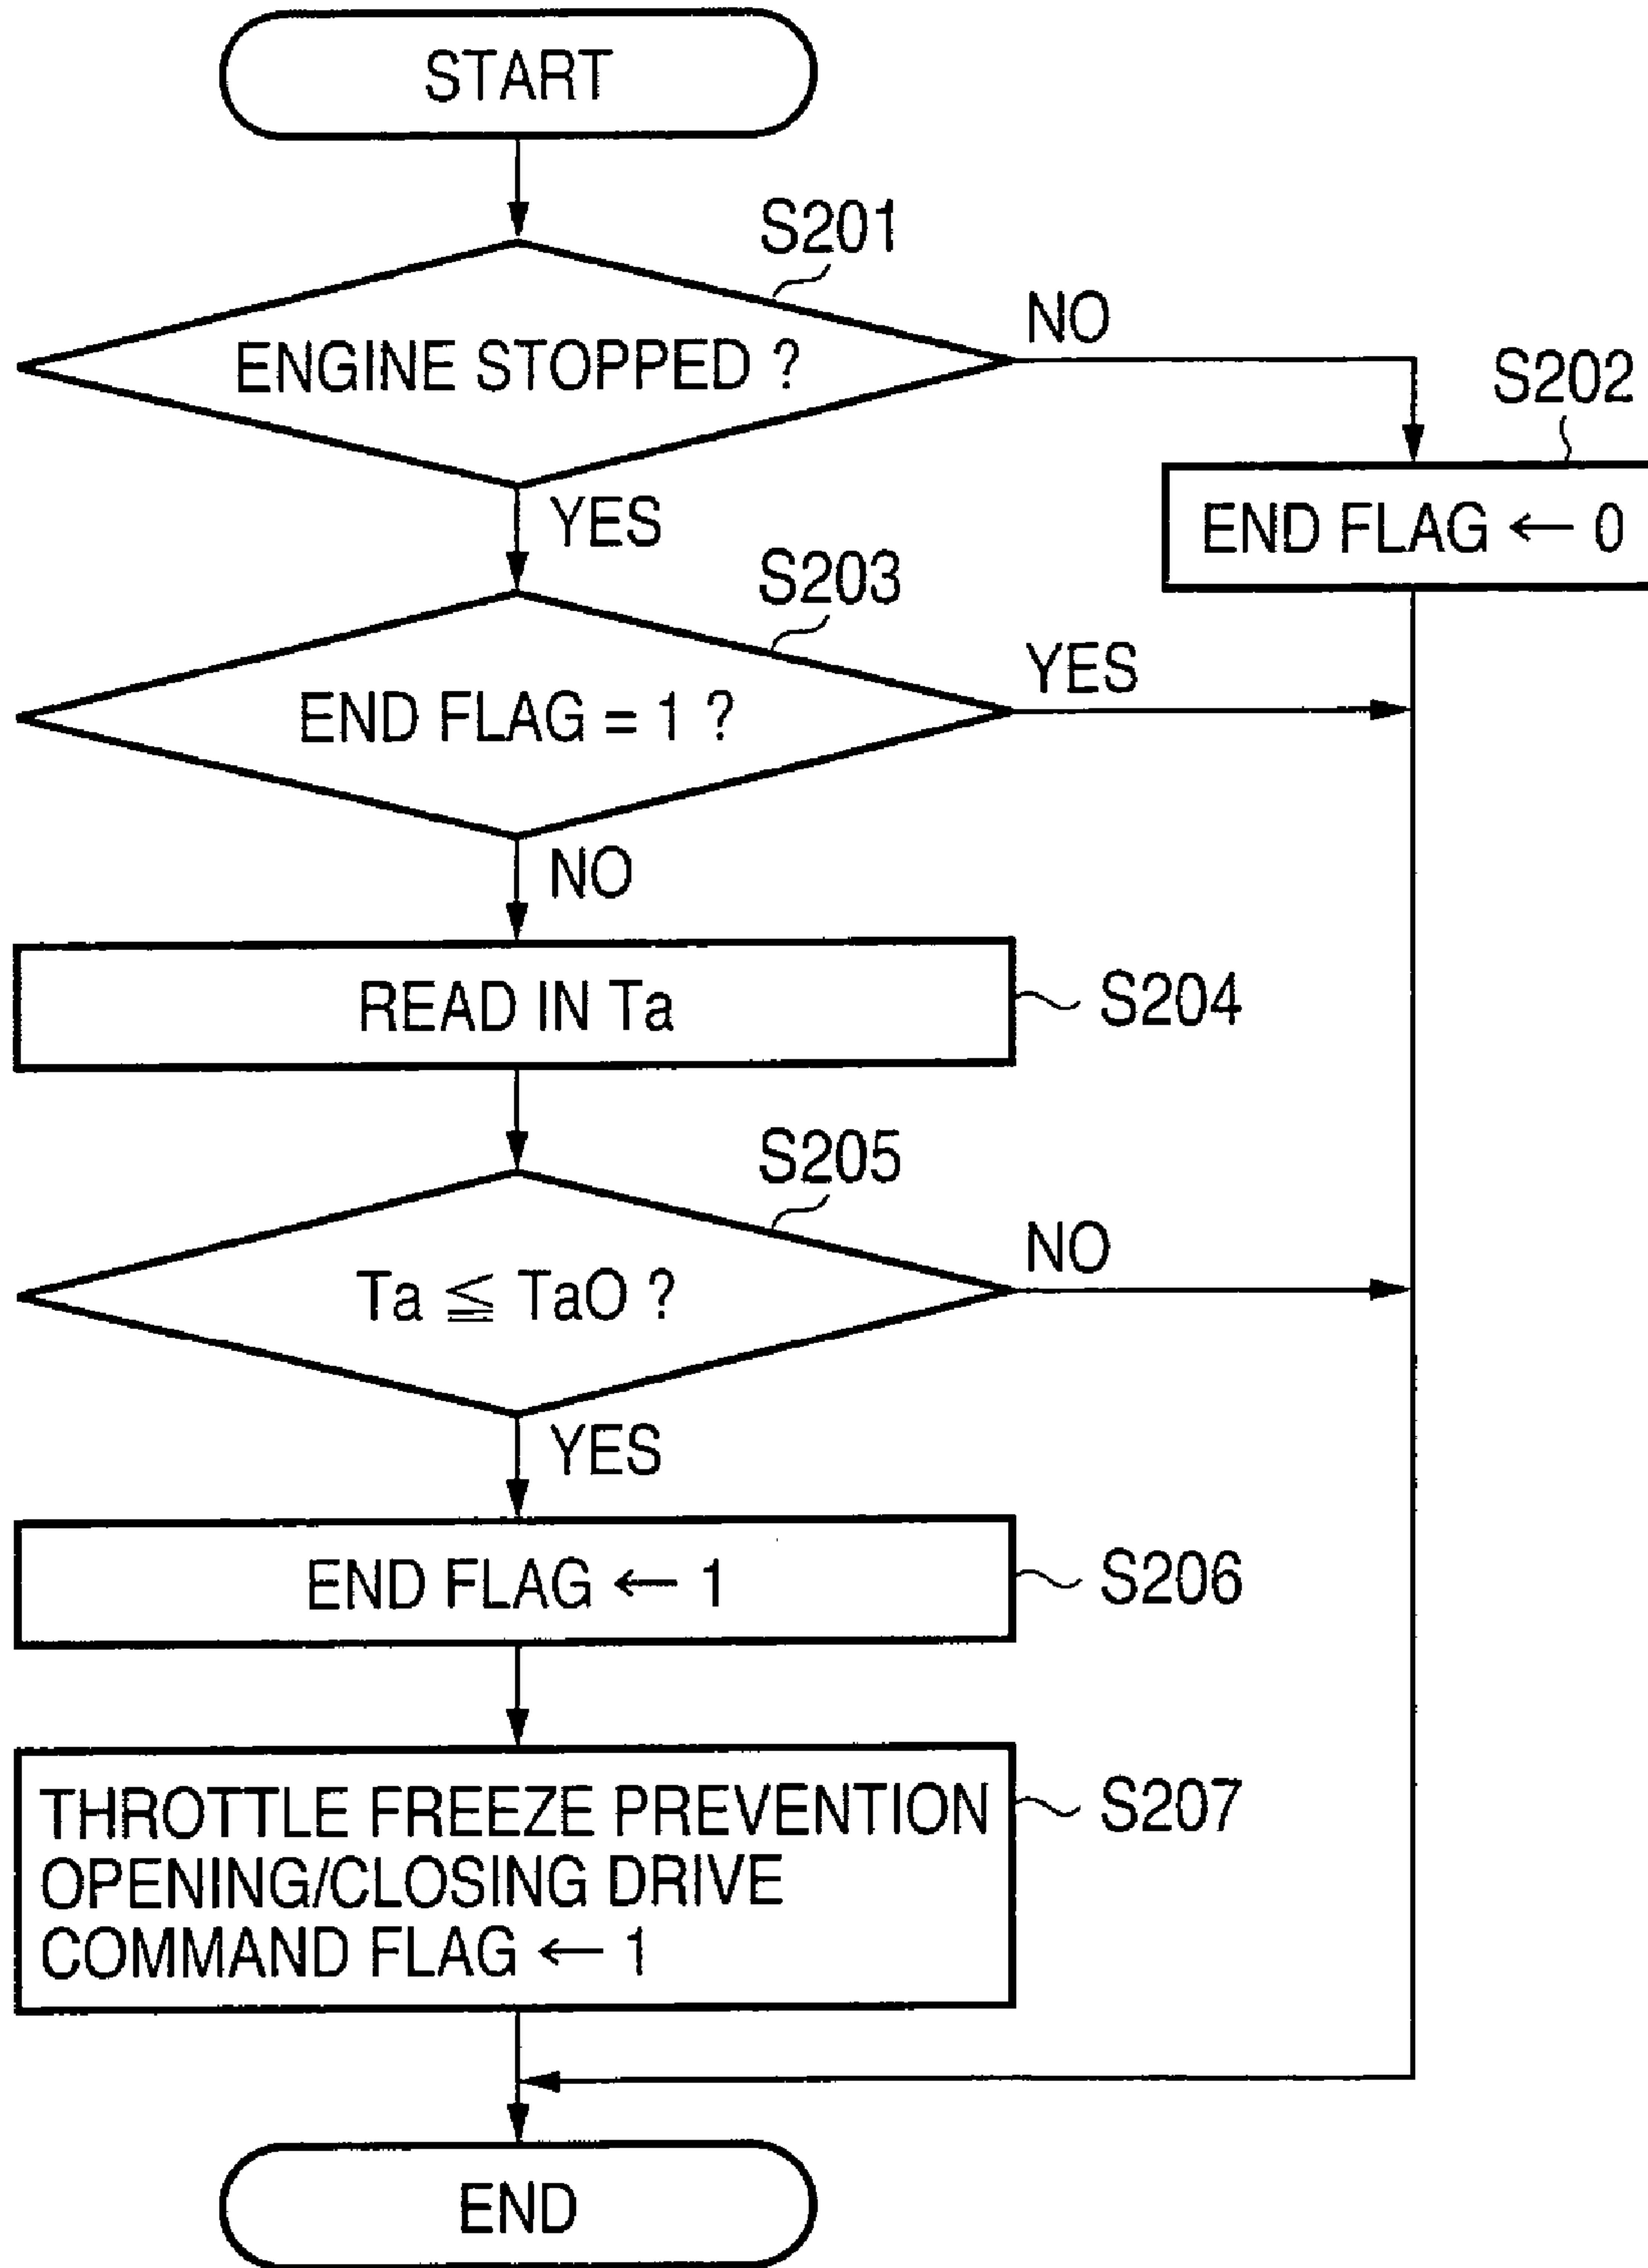 START
S201
ENGINE STOPPED ?
NO
S202
END FLAG ← 0
YES
S203
END FLAG = 1 ?
YES
NO
READ IN Ta
S204
S205
Ta ≦ TaO ?
NO
YES
END FLAG ← 1
S206
THROTTLE FREEZE PREVENTION
OPENING/CLOSING DRIVE
COMMAND FLAG ← 1
S207
END